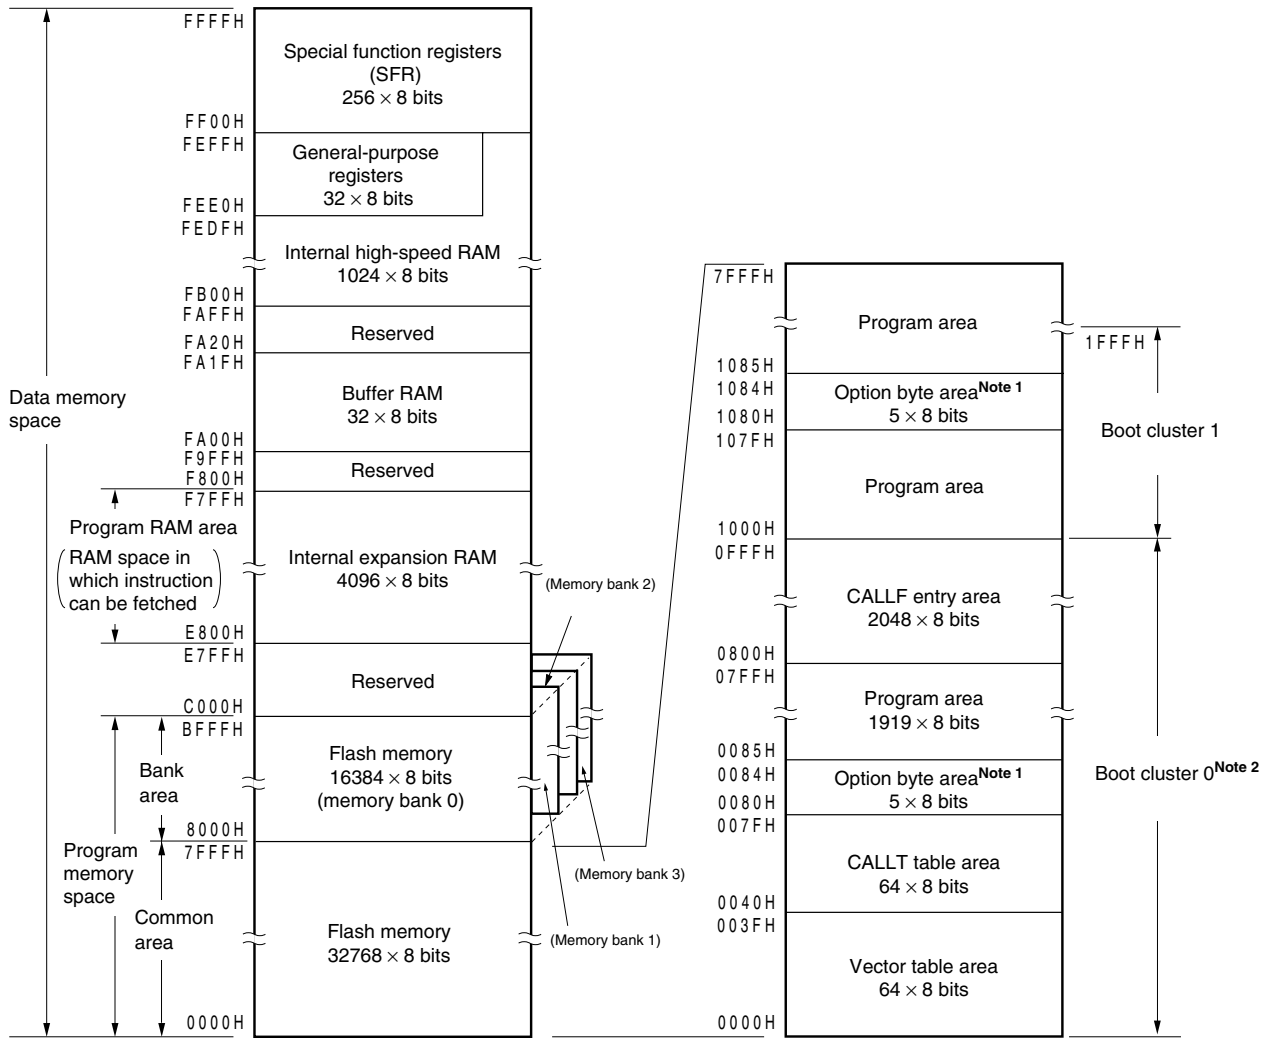 FFFFH
Special function registers
(SFR)
256 × 8 bits
FF00H
FEFFH
General-purpose
registers
32 × 8 bits
FEE0H
FEDFH
Internal high-speed RAM
1024 × 8 bits
FB00H
FAFFH
Reserved
FA20H
FA1FH
Buffer RAM
32 × 8 bits
FA00H
F9FFH
Reserved
F800H
F7FFH
Internal expansion RAM
4096 × 8 bits
E800H
E7FFH
Reserved
C000H
BFFFH
Flash memory
16384 × 8 bits
(memory bank 0)
8000H
7FFFH
Flash memory
32768 × 8 bits
0000H
Data memory
space
Program RAM area
RAM space in
which instruction
can be fetched
Bank
area
Program
memory
space
Common
area
(Memory bank 2)
(Memory bank 3)
(Memory bank 1)
7FFFH
Program area
1FFFH
1085H
1084H
Option byte area Note 1
5 × 8 bits
1080H
107FH
Boot cluster 1
Program area
1000H
0FFFH
CALLF entry area
2048 × 8 bits
0800H
07FFH
Program area
1919 × 8 bits
0085H
0084H
Option byte area Note 1
5 × 8 bits
Boot cluster 0 Note 2
0080H
007FH
CALLT table area
64 × 8 bits
0040H
003FH
Vector table area
64 × 8 bits
0000H